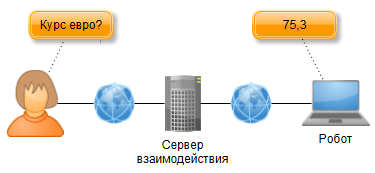 Курс евро?
75,3
Сервер
взаимодействия
Робот